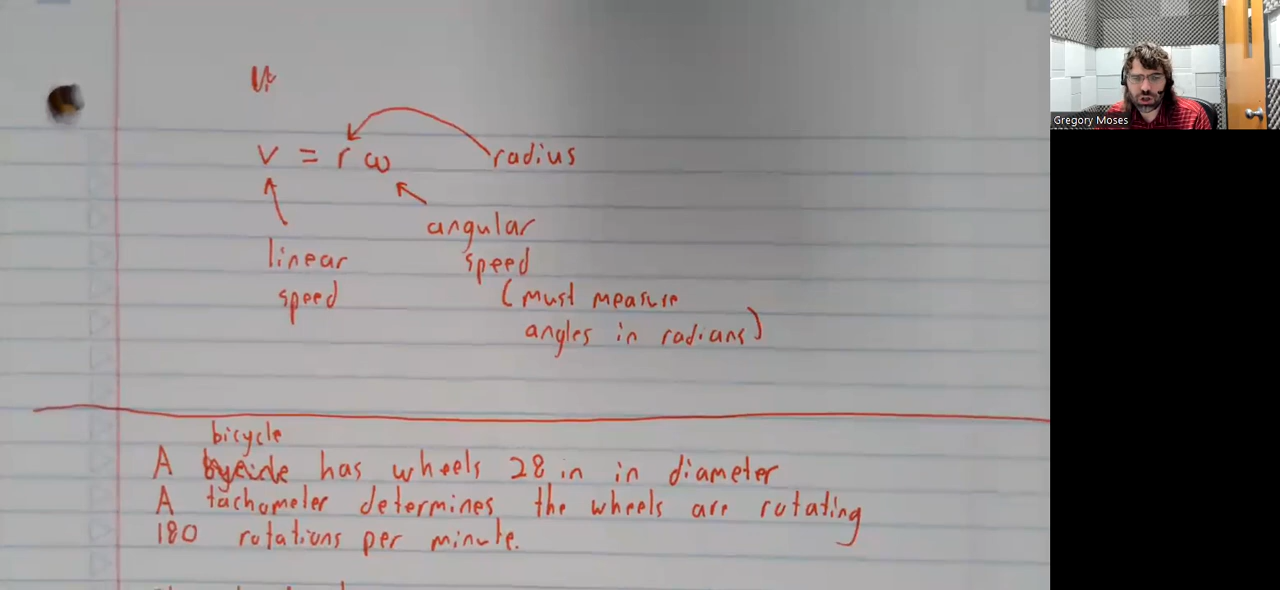 v = r ω
radius
linear
speed
angular
speed
(must measure
angles in radians)
bicycle
A has wheels 28 in in diameter
A tachometer determines the wheels are rotating
180 rotations per minute.
Gregory Moses